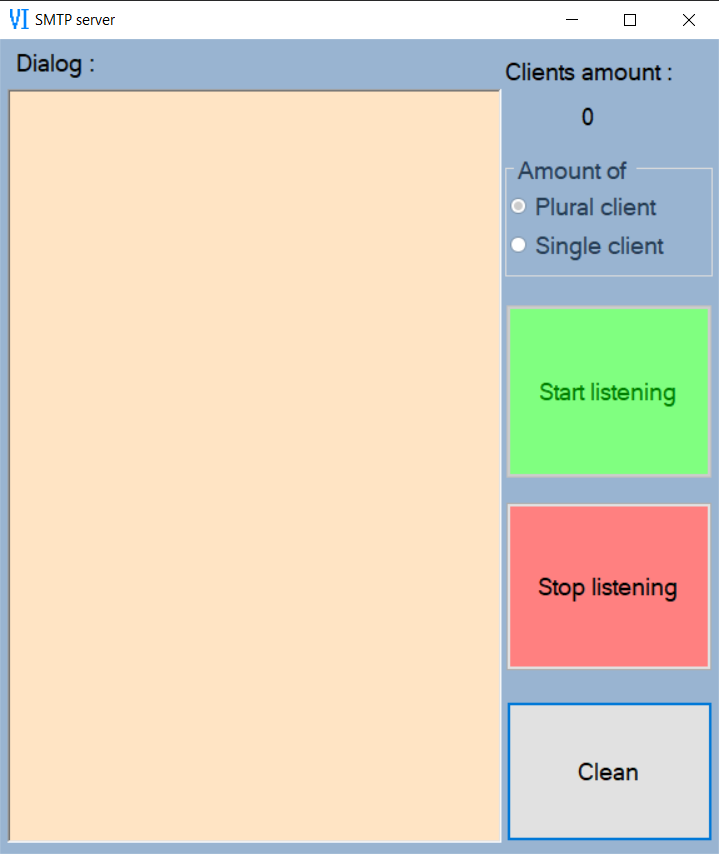 VI SMTP server
Dialog :
Clients amount :
0
Amount of
Plural client
Single client
Start listening
Stop listening
Clean